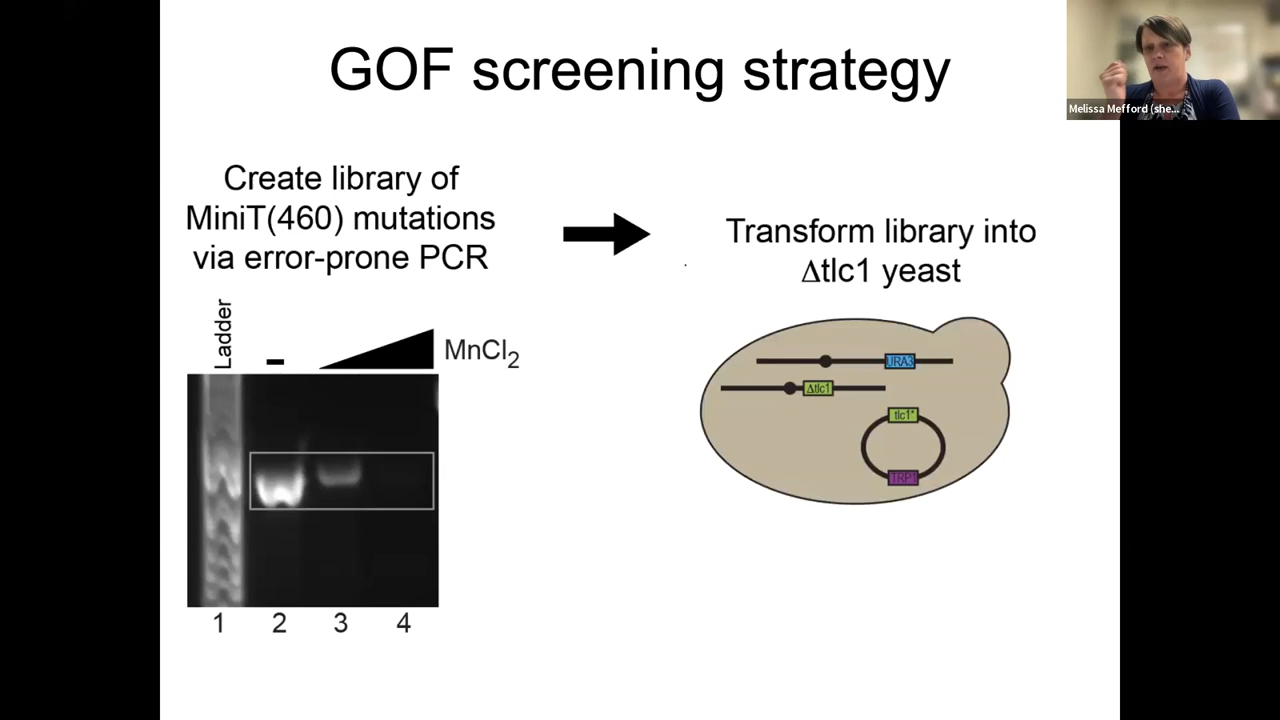 GOF screening strategy
Melissa Mefford (she...
Create library of
MiniT(460) mutations
via error-prone PCR
Transform library into
Δtlc1 yeast
Ladder
-
MnCl2
URA3
Δtlc1
tlc1*
TRP1
1 2 3 4